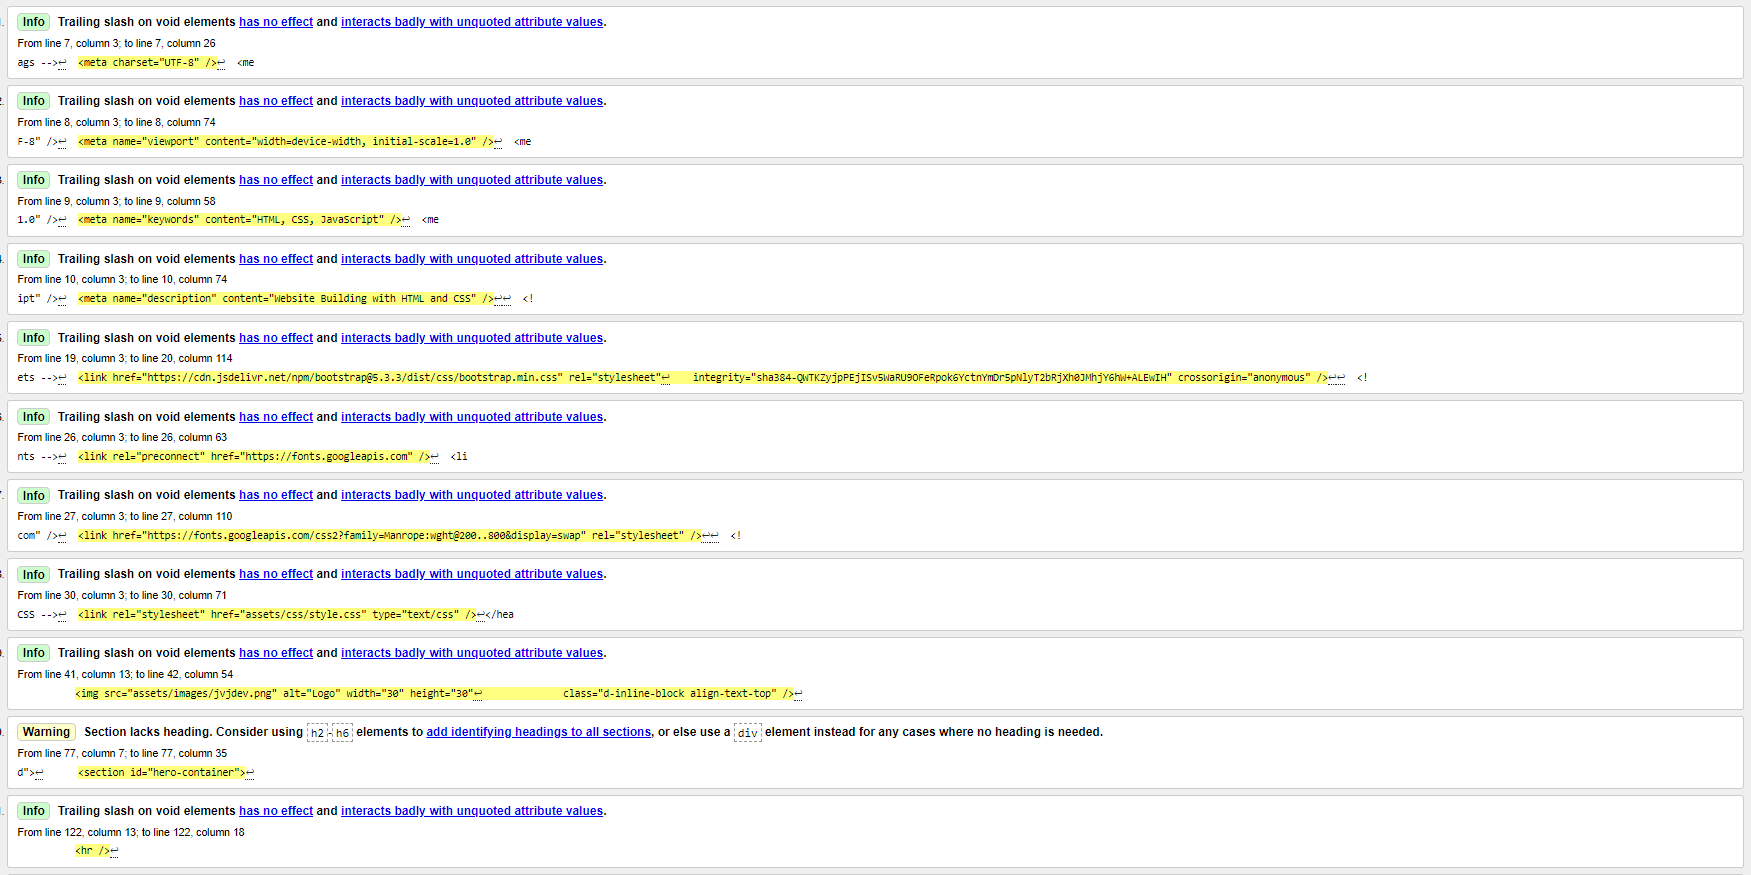 Info Trailing slash on void elements has no effect and interacts badly with unquoted attribute values.
From line 7, column 3; to line 7, column 26
ags -->↩ <meta charset="UTF-8" />↩ <me
Info Trailing slash on void elements has no effect and interacts badly with unquoted attribute values.
From line 8, column 3; to line 8, column 74
F-8" />↩ <meta name="viewport" content="width=device-width, initial-scale=1.0" />↩ <me
Info Trailing slash on void elements has no effect and interacts badly with unquoted attribute values.
From line 9, column 3; to line 9, column 58
1.0" />↩ <meta name="keywords" content="HTML, CSS, JavaScript" />↩ <me
Info Trailing slash on void elements has no effect and interacts badly with unquoted attribute values.
From line 10, column 3; to line 10, column 74
ipt" />↩ <meta name="description" content="Website Building with HTML and CSS" />↩↩ <!
Info Trailing slash on void elements has no effect and interacts badly with unquoted attribute values.
From line 19, column 3; to line 20, column 114
ets -->↩ <link href="https://cdn.jsdelivr.net/npm/bootstrap@5.3.3/dist/css/bootstrap.min.css" rel="stylesheet"↩ integrity="sha384-QWTKZyjpPEjISv5WaRU9OFeRpok6YctnYmDr5pNlyT2bRjXh0JMhjY6hW+ALEwIH" crossorigin="anonymous" />↩↩ <!
Info Trailing slash on void elements has no effect and interacts badly with unquoted attribute values.
From line 26, column 3; to line 26, column 63
nts -->↩ <link rel="preconnect" href="https://fonts.googleapis.com" />↩ <li
Info Trailing slash on void elements has no effect and interacts badly with unquoted attribute values.
From line 27, column 3; to line 27, column 110
com" />↩ <link href="https://fonts.googleapis.com/css2?family=Manrope:wght@200..800&display=swap" rel="stylesheet" />↩↩ <!
Info Trailing slash on void elements has no effect and interacts badly with unquoted attribute values.
From line 30, column 3; to line 30, column 71
CSS -->↩ <link rel="stylesheet" href="assets/css/style.css" type="text/css" />↩</hea
Info Trailing slash on void elements has no effect and interacts badly with unquoted attribute values.
From line 41, column 13; to line 42, column 54
<img src="assets/images/jvjdev.png" alt="Logo" width="30" height="30"↩ class="d-inline-block align-text-top" />↩
Warning Section lacks heading. Consider using h2-h6 elements to add identifying headings to all sections, or else use a div element instead for any cases where no heading is needed.
From line 77, column 7; to line 77, column 35
d">↩ <section id="hero-container">↩
Info Trailing slash on void elements has no effect and interacts badly with unquoted attribute values.
From line 122, column 13; to line 122, column 18
<hr />↩